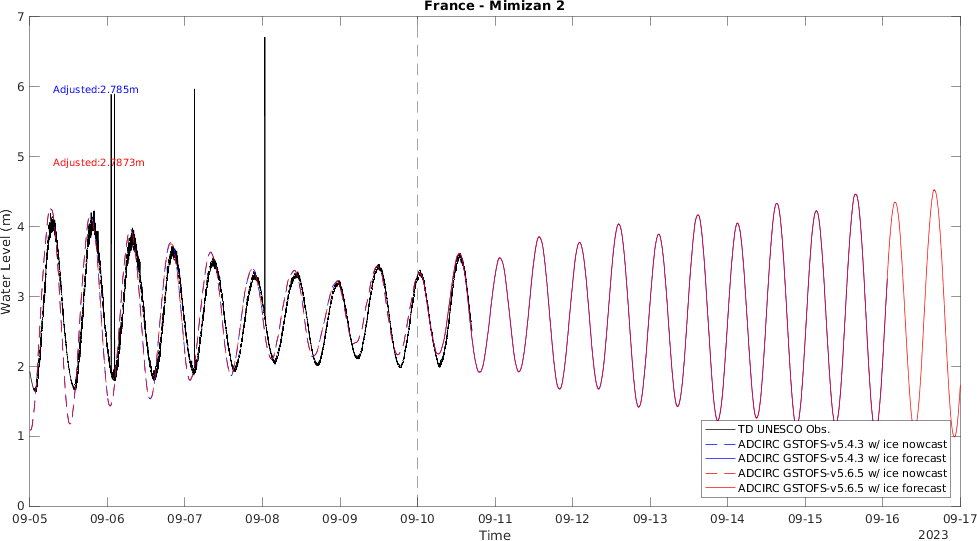 France - Mimizan 2
7
6
5
4
3
2
1
0
Water Level (m)
Adjusted:2.785m
Adjusted:2.7873m
TD UNESCO Obs.
ADCIRC GSTOFS-v5.4.3 w/ ice nowcast
ADCIRC GSTOFS-v5.4.3 w/ ice forecast
ADCIRC GSTOFS-v5.6.5 w/ ice nowcast
ADCIRC GSTOFS-v5.6.5 w/ ice forecast
09-05 09-06 09-07 09-08 09-09 09-10 09-11 09-12 09-13 09-14 09-15 09-16 09-17
Time
2023